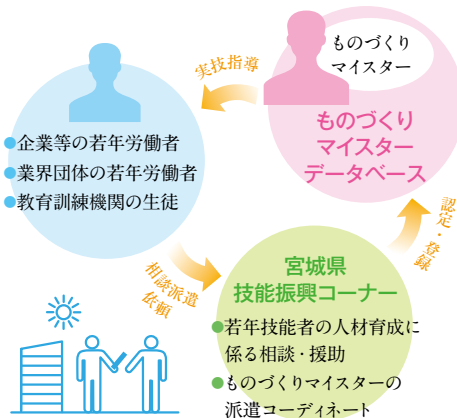 ものづくり
マイスター
実技指導
ものづくり
マイスター
データベース
●企業等の若年労働者
●業界団体の若年労働者
●教育訓練機関の生徒
認定・登録
相談派遣
依頼
宮城県
技能振興コーナー
●若年技能者の人材育成に
係る相談・援助
●ものづくりマイスターの
派遣コーディネート